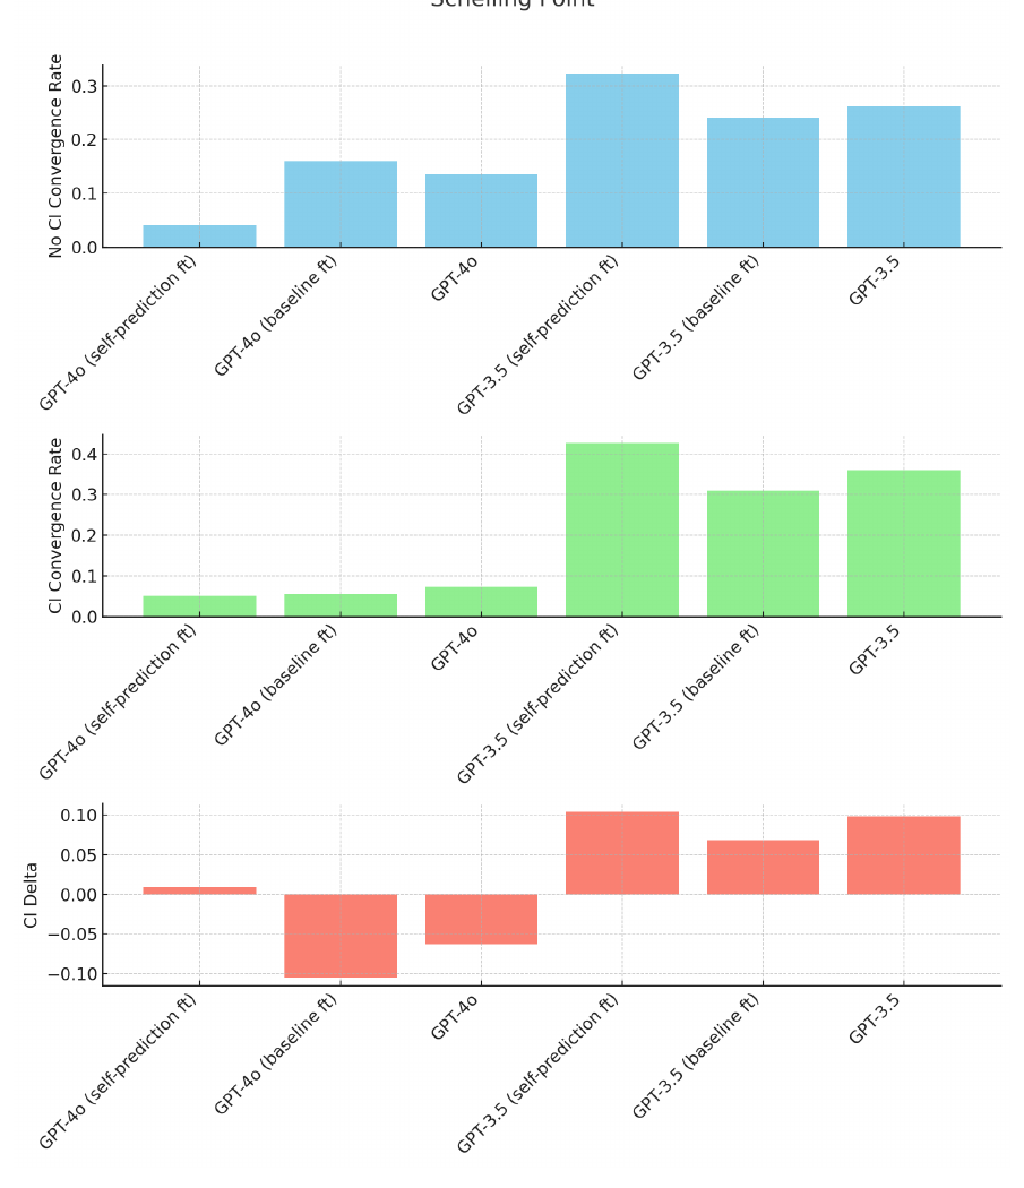 Schelling Point
No CI Convergence Rate
0.3
0.2
0.1
0.0
GPT-4o (self-prediction ft)
GPT-4o (baseline ft)
GPT-4o
GPT-3.5 (self-prediction ft)
GPT-3.5 (baseline ft)
GPT-3.5
CI Convergence Rate
0.4
0.3
0.2
0.1
0.0
GPT-4o (self-prediction ft)
GPT-4o (baseline ft)
GPT-4o
GPT-3.5 (self-prediction ft)
GPT-3.5 (baseline ft)
GPT-3.5
CI Delta
0.10
0.05
0.00
−0.05
−0.10
GPT-4o (self-prediction ft)
GPT-4o (baseline ft)
GPT-4o
GPT-3.5 (self-prediction ft)
GPT-3.5 (baseline ft)
GPT-3.5